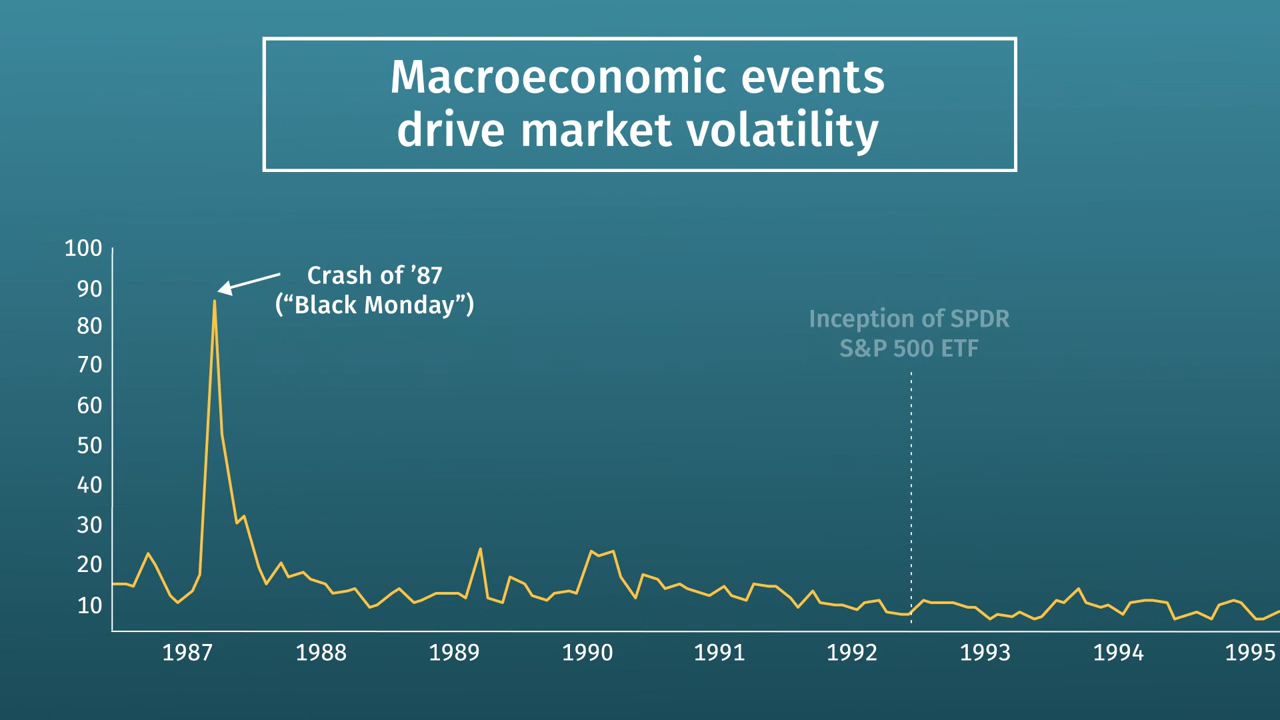 Macroeconomic events
drive market volatility
100
90
80
70
60
50
40
30
20
10
Crash of ’87
(“Black Monday”)
Inception of SPDR
S&P 500 ETF
1987 1988 1989 1990 1991 1992 1993 1994 1995